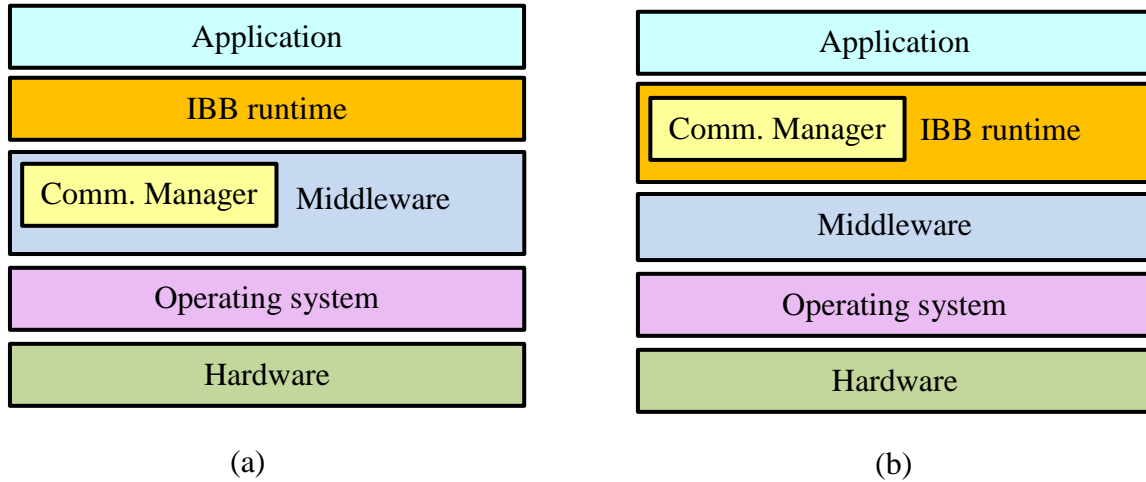 Application
IBB runtime
Comm. Manager Middleware
Operating system
Hardware
(a)
Application
Comm. Manager IBB runtime
Middleware
Operating system
Hardware
(b)